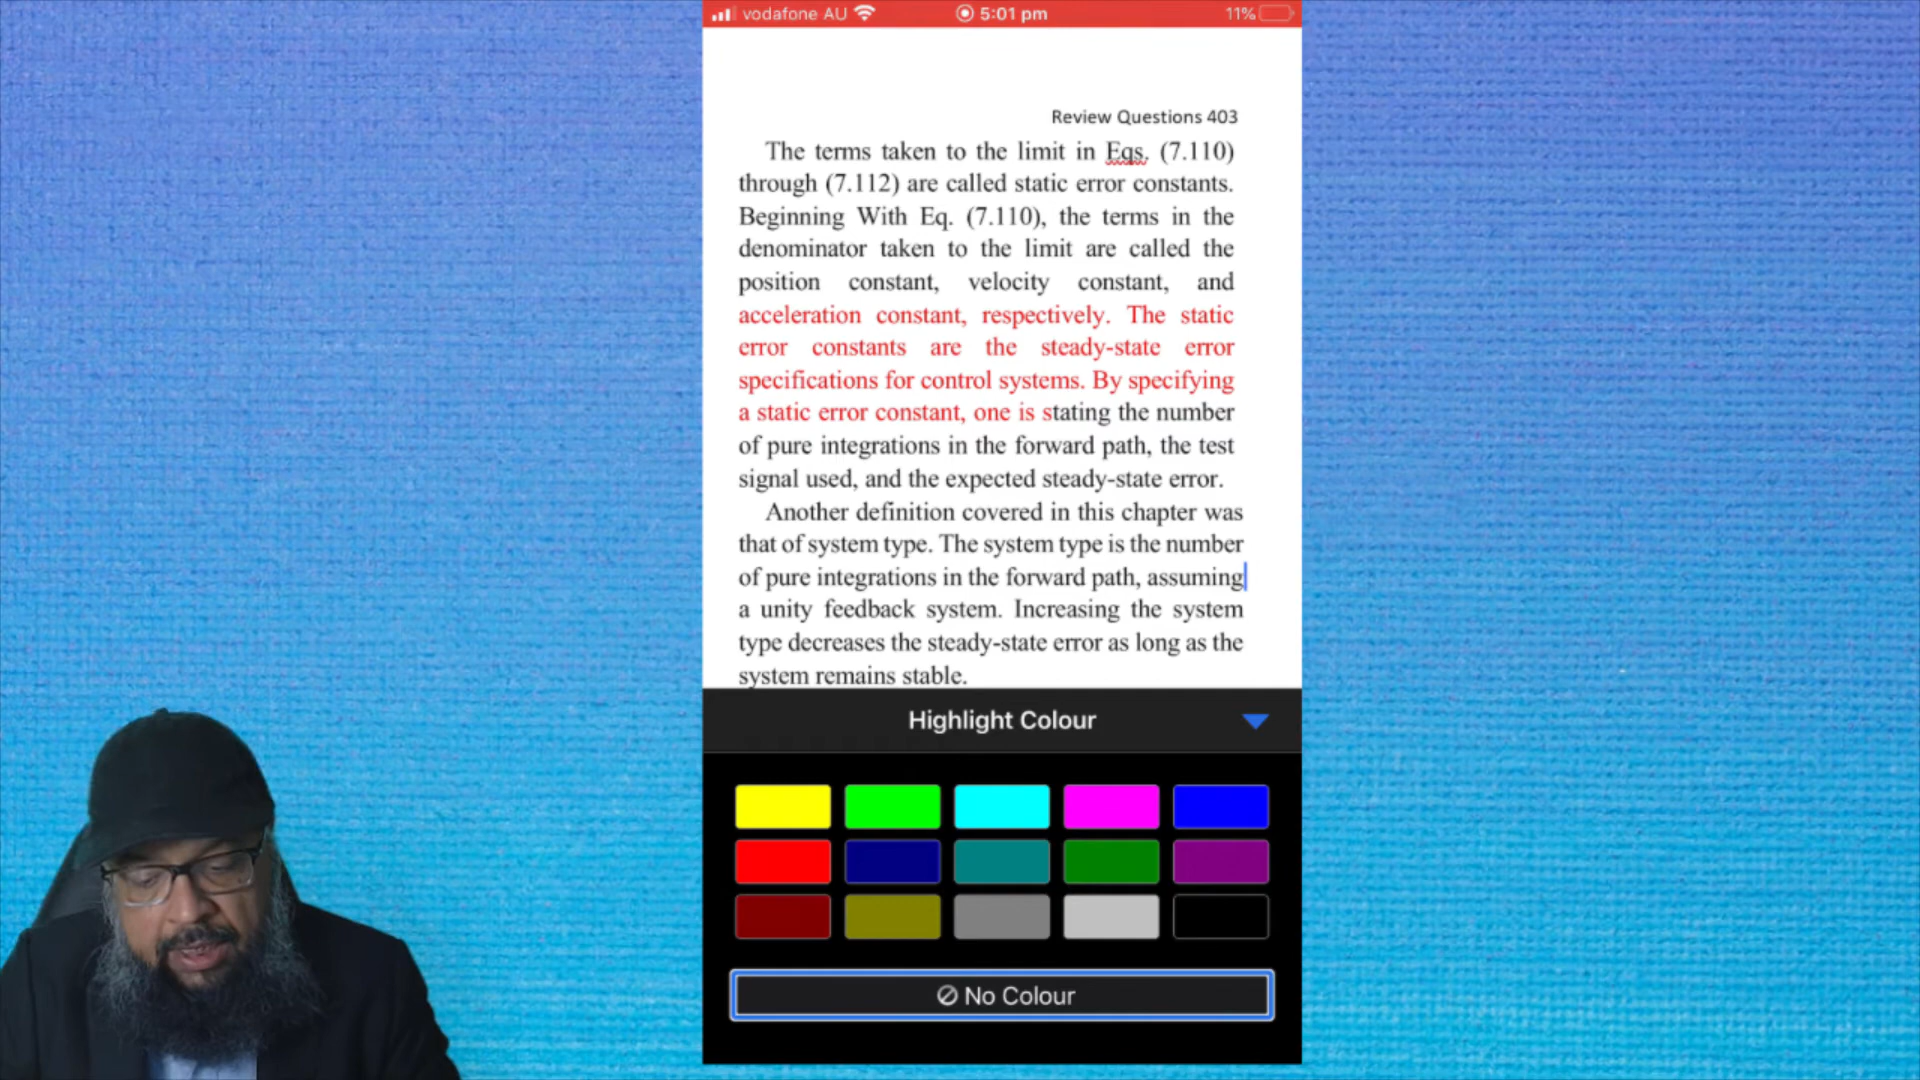 vodafone AU 5:01 pm 11%
Review Questions 403
The terms taken to the limit in Eqs. (7.110)
through (7.112) are called static error constants.
Beginning With Eq. (7.110), the terms in the
denominator taken to the limit are called the
position constant, velocity constant, and
acceleration constant, respectively. The static
error constants are the steady-state error
specifications for control systems. By specifying
a static error constant, one is stating the number
of pure integrations in the forward path, the test
signal used, and the expected steady-state error.
Another definition covered in this chapter was
that of system type. The system type is the number
of pure integrations in the forward path, assuming
a unity feedback system. Increasing the system
type decreases the steady-state error as long as the
system remains stable.
Highlight Colour
No Colour